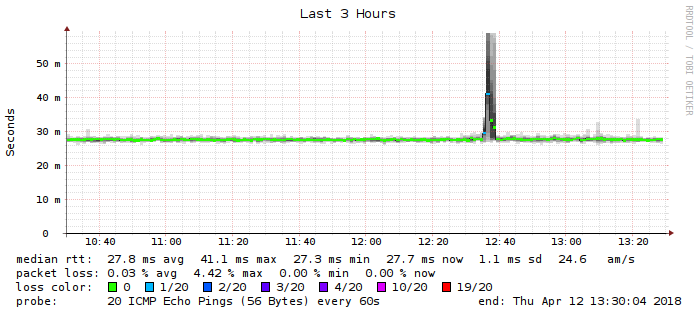 Last 3 Hours
RRDTOOL / TOBI OETIKER
Seconds
50 m
40 m
30 m
20 m
10 m
0
10:40 11:00 11:20 11:40 12:00 12:20 12:40 13:00 13:20
median rtt: 27.8 ms avg 41.1 ms max 27.3 ms min 27.7 ms now 1.1 ms sd 24.6 am/s
packet loss: 0.03 % avg 4.42 % max 0.00 % min 0.00 % now
loss color: 0 1/20 2/20 3/20 4/20 10/20 19/20
probe: 20 ICMP Echo Pings (56 Bytes) every 60s end: Thu Apr 12 13:30:04 2018